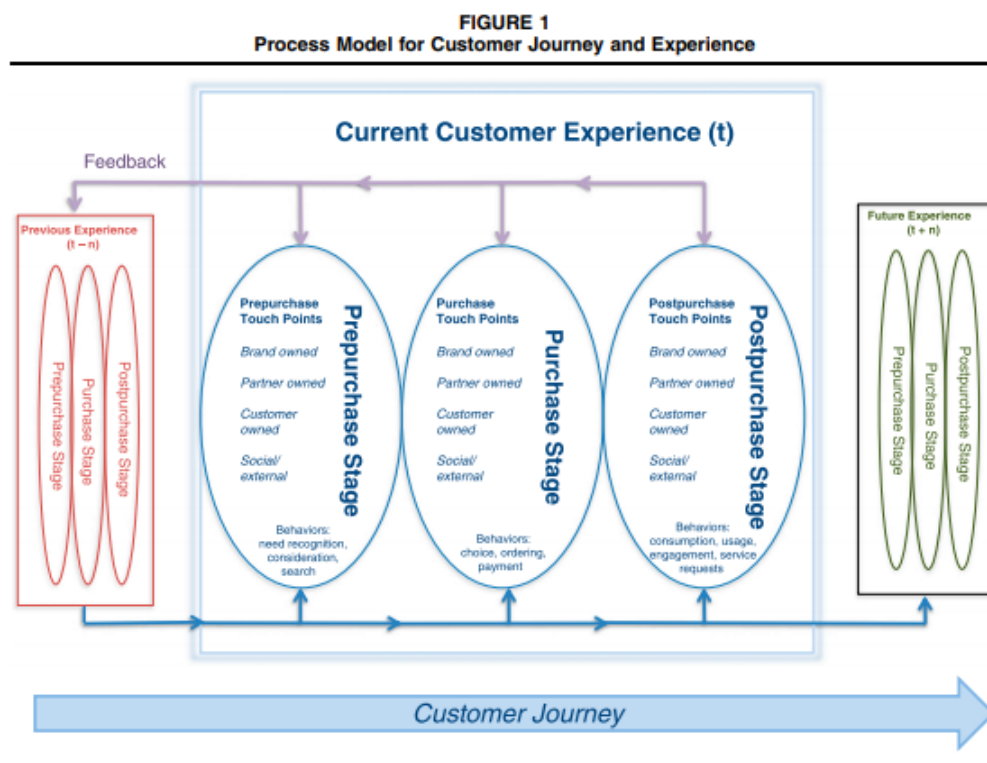 FIGURE 1
Process Model for Customer Journey and Experience
Current Customer Experience (t)
Feedback
Previous Experience
(t – n)
Prepurchase Stage
Purchase Stage
Postpurchase Stage
Prepurchase
Touch Points
Brand owned
Partner owned
Customer
owned
Social/
external
Prepurchase Stage
Behaviors:
need recognition,
consideration,
search
Purchase
Touch Points
Brand owned
Partner owned
Customer
owned
Social/
external
Purchase Stage
Behaviors:
choice, ordering,
payment
Postpurchase
Touch Points
Brand owned
Partner owned
Customer
owned
Social/
external
Postpurchase Stage
Behaviors:
consumption, usage,
engagement, service
requests
Future Experience
(t + n)
Prepurchase Stage
Purchase Stage
Postpurchase Stage
Customer Journey